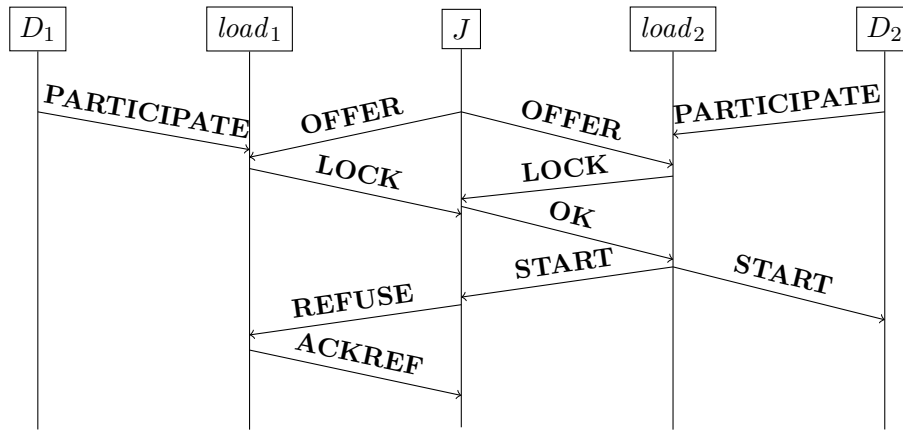 D₁ load₁ J load₂ D₂
PARTICIPATE OFFER OFFER PARTICIPATE
LOCK LOCK
OK
START START
REFUSE
ACKREF